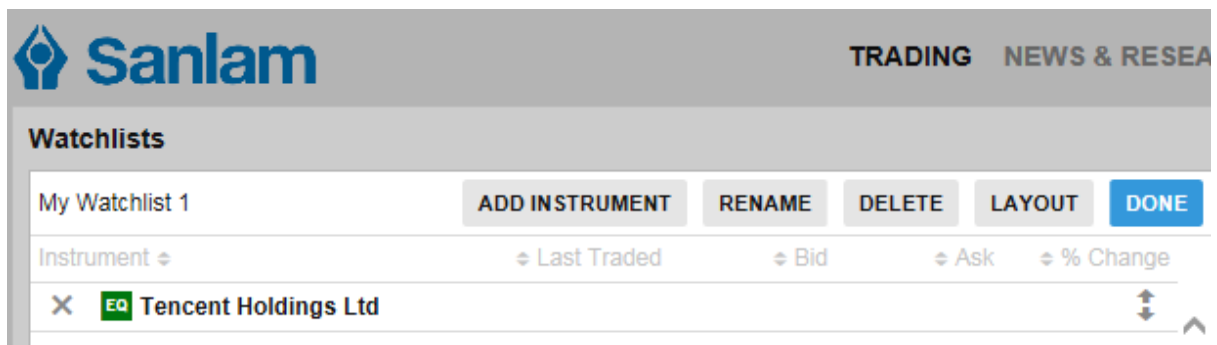 Sanlam TRADING NEWS & RESEA
Watchlists
My Watchlist 1 ADD INSTRUMENT RENAME DELETE LAYOUT DONE
Instrument Last Traded Bid Ask % Change
EQ Tencent Holdings Ltd